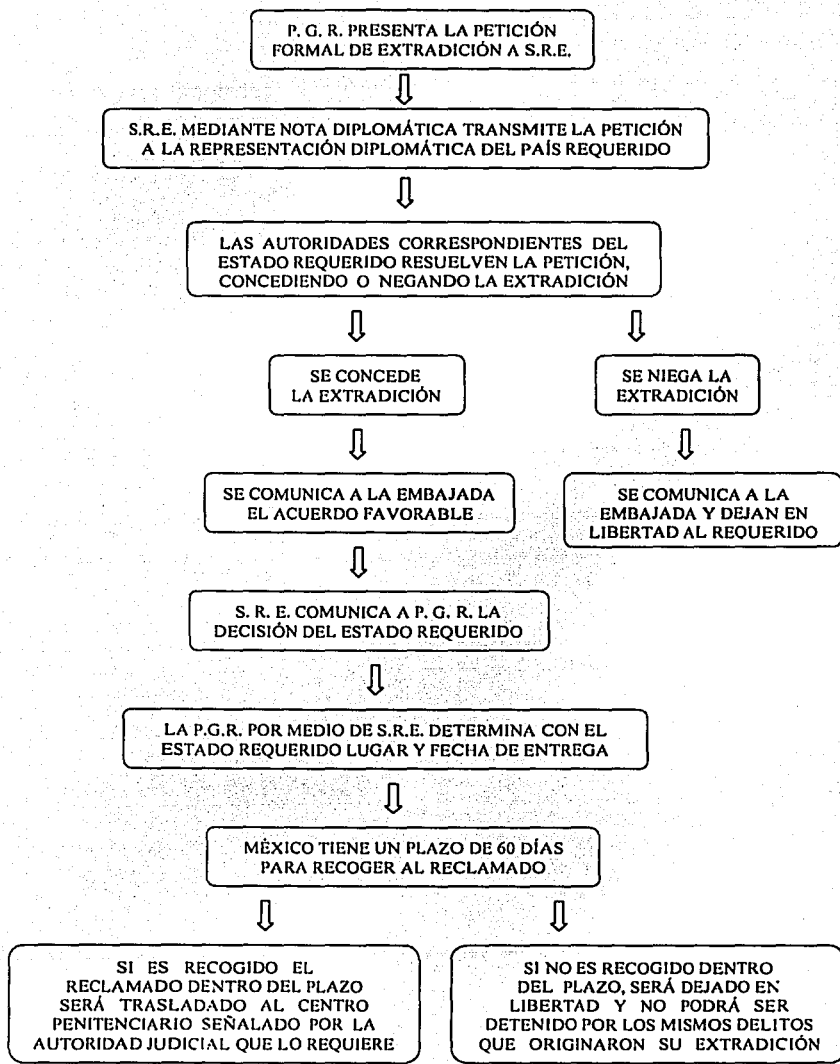 P. G. R. PRESENTA LA PETICIÓN
FORMAL DE EXTRADICIÓN A S.R.E.
S.R.E. MEDIANTE NOTA DIPLOMÁTICA TRANSMITE LA PETICIÓN
A LA REPRESENTACIÓN DIPLOMÁTICA DEL PAÍS REQUERIDO
LAS AUTORIDADES CORRESPONDIENTES DEL
ESTADO REQUERIDO RESUELVEN LA PETICIÓN,
CONCEDIENDO O NEGANDO LA EXTRADICIÓN
SE CONCEDE
LA EXTRADICIÓN
SE NIEGA LA
EXTRADICIÓN
SE COMUNICA A LA EMBAJADA
EL ACUERDO FAVORABLE
SE COMUNICA A LA
EMBAJADA Y DEJAN EN
LIBERTAD AL REQUERIDO
S. R. E. COMUNICA A P. G. R. LA
DECISIÓN DEL ESTADO REQUERIDO
LA P.G.R. POR MEDIO DE S.R.E. DETERMINA CON EL
ESTADO REQUERIDO LUGAR Y FECHA DE ENTREGA
MÉXICO TIENE UN PLAZO DE 60 DÍAS
PARA RECOGER AL RECLAMADO
SI ES RECOGIDO EL
RECLAMADO DENTRO DEL PLAZO
SERÁ TRASLADADO AL CENTRO
PENITENCIARIO SEÑALADO POR LA
AUTORIDAD JUDICIAL QUE LO REQUIERE
SI NO ES RECOGIDO DENTRO
DEL PLAZO, SERÁ DEJADO EN
LIBERTAD Y NO PODRÁ SER
DETENIDO POR LOS MISMOS DELITOS
QUE ORIGINARON SU EXTRADICIÓN